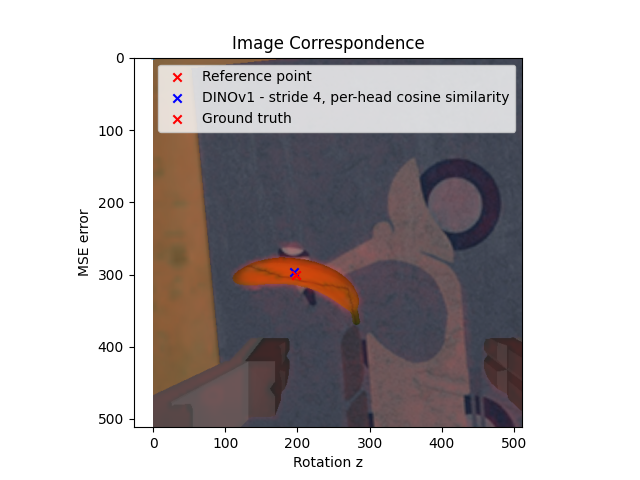 Image Correspondence
Reference point
DINOv1 - stride 4, per-head cosine similarity
Ground truth
MSE error
0
100
200
300
400
500
0
100
200
300
400
500
Rotation z